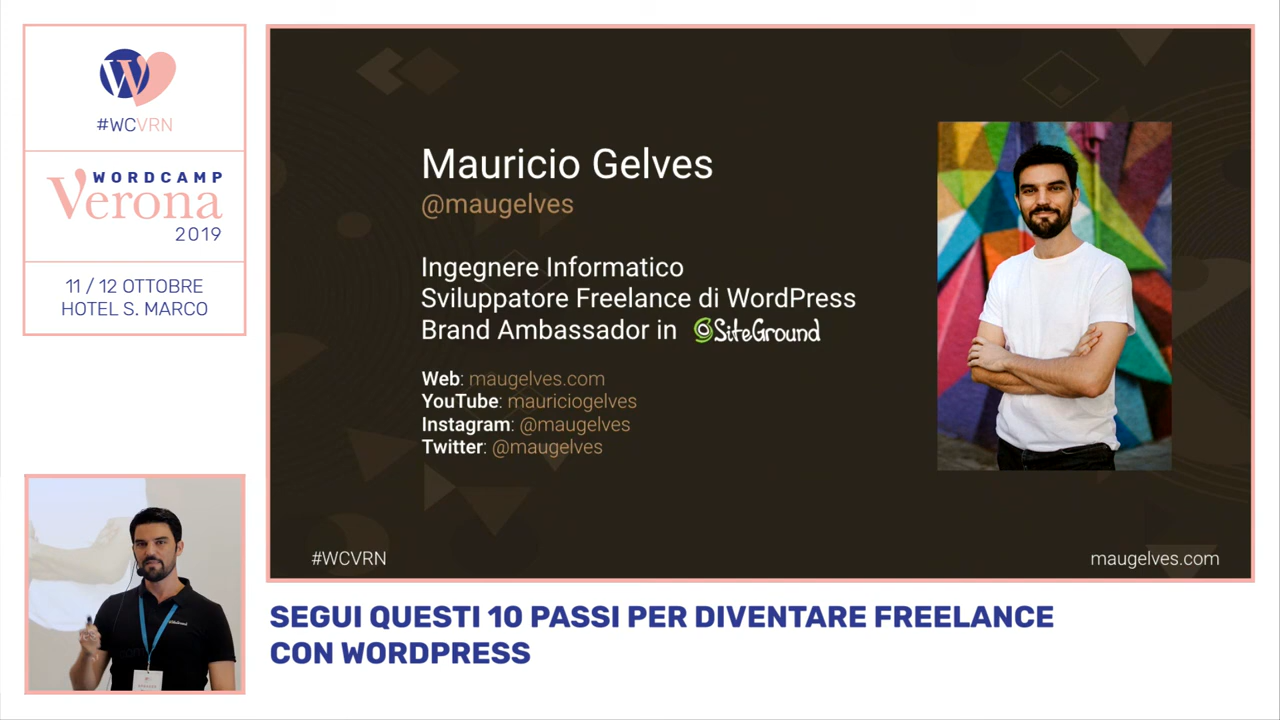 #WCVRN
WORDCAMP
Verona
2019
11 / 12 OTTOBRE
HOTEL S. MARCO
Mauricio Gelves
@maugelves
Ingegnere Informatico
Sviluppatore Freelance di WordPress
Brand Ambassador in SiteGround
Web: maugelves.com
YouTube: mauriciogelves
Instagram: @maugelves
Twitter: @maugelves
#WCVRN
maugelves.com
SEGUI QUESTI 10 PASSI PER DIVENTARE FREELANCE
CON WORDPRESS